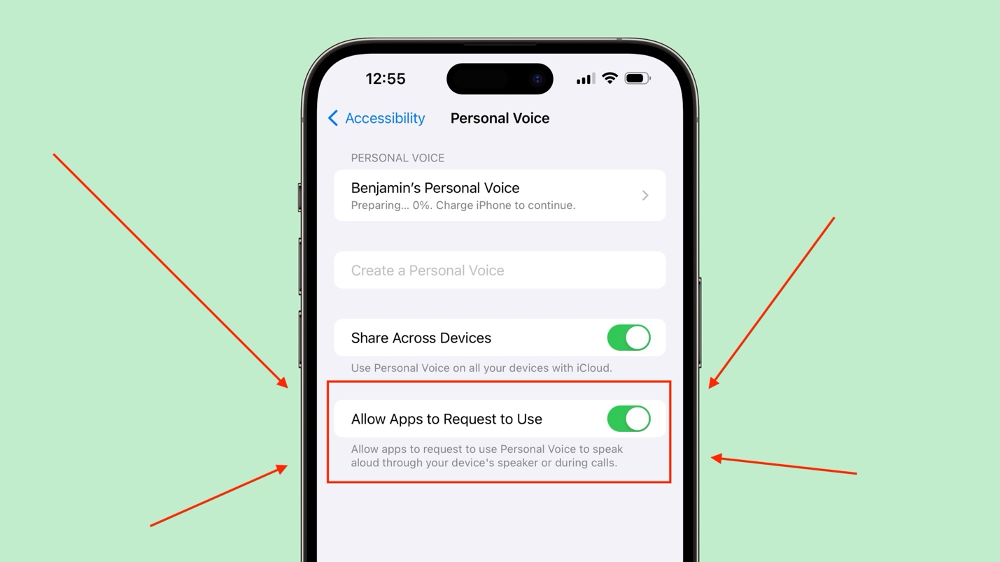 12:55
Accessibility
Personal Voice
PERSONAL VOICE
Benjamin’s Personal Voice
Preparing... 0%. Charge iPhone to continue.
Create a Personal Voice
Share Across Devices
Use Personal Voice on all your devices with iCloud.
Allow Apps to Request to Use
Allow apps to request to use Personal Voice to speak
aloud through your device's speaker or during calls.